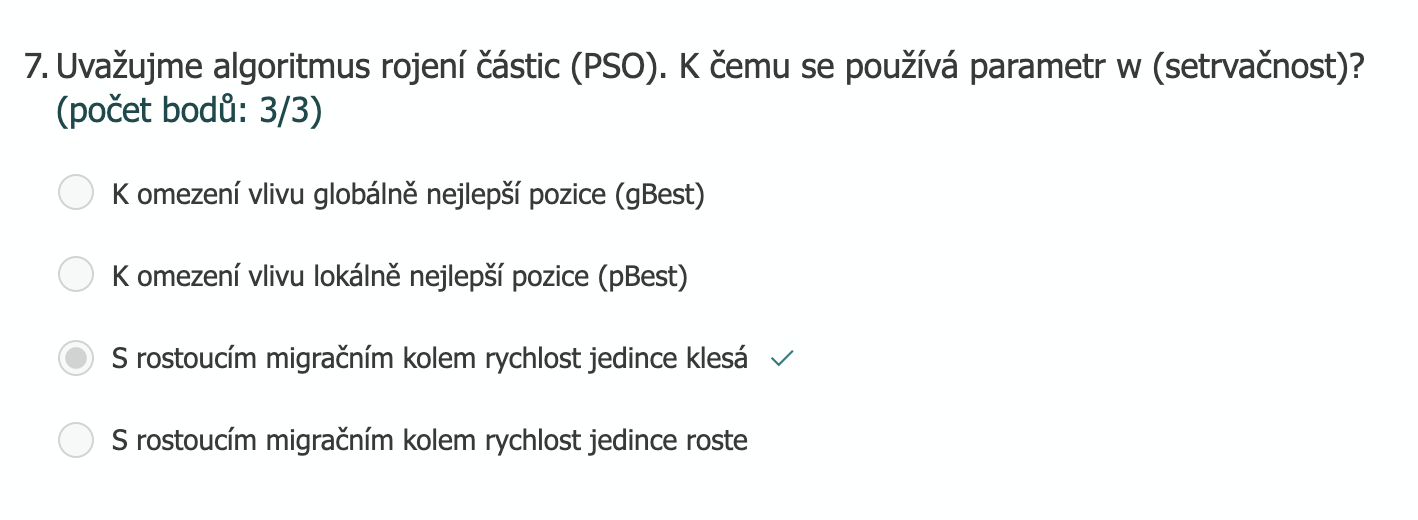 7. Uvažujme algoritmus rojení částic (PSO). K čemu se používá parametr w (setrvačnost)?
(počet bodů: 3/3)
K omezení vlivu globálně nejlepší pozice (gBest)
K omezení vlivu lokálně nejlepší pozice (pBest)
S rostoucím migračním kolem rychlost jedince klesá
S rostoucím migračním kolem rychlost jedince roste